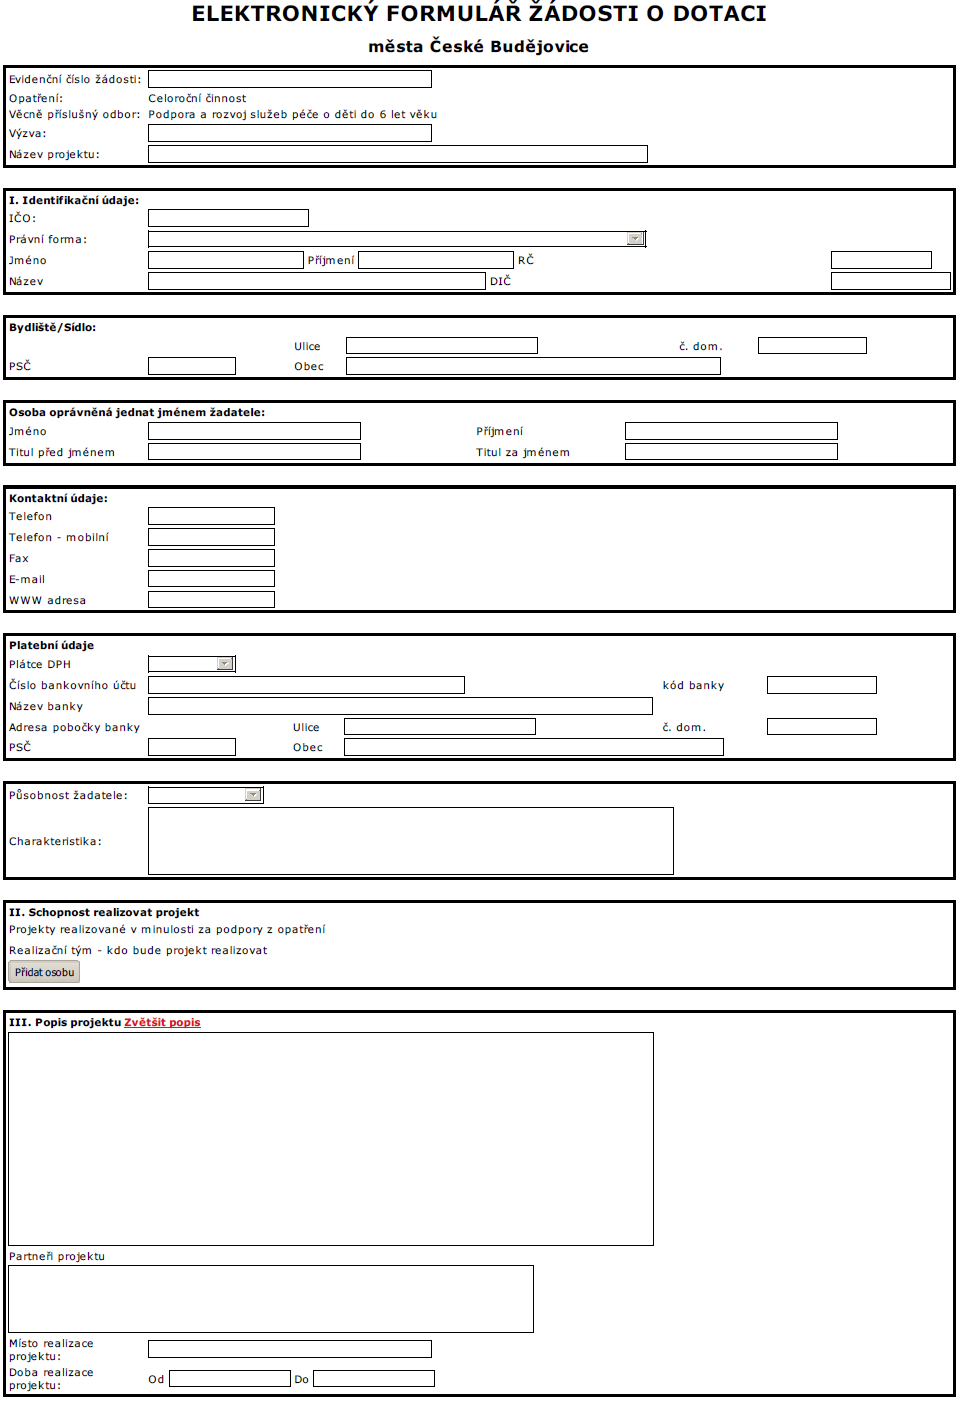 ELEKTRONICKÝ FORMULÁŘ ŽÁDOSTI O DOTACI
města České Budějovice
Evidenční číslo žádosti:
Opatření: Celoroční činnost
Věcně příslušný odbor: Podpora a rozvoj služeb péče o děti do 6 let věku
Výzva:
Název projektu:
I. Identifikační údaje:
IČO:
Právní forma:
Jméno Příjmení RČ
Název DIČ
Bydliště/Sídlo:
Ulice č. dom.
PSČ Obec
Osoba oprávněná jednat jménem žadatele:
Jméno Příjmení
Titul před jménem Titul za jménem
Kontaktní údaje:
Telefon
Telefon - mobilní
Fax
E-mail
WWW adresa
Platební údaje
Plátce DPH
Číslo bankovního účtu kód banky
Název banky
Adresa pobočky banky Ulice č. dom.
PSČ Obec
Působnost žadatele:
Charakteristika:
II. Schopnost realizovat projekt
Projekty realizované v minulosti za podpory z opatření
Realizační tým - kdo bude projekt realizovat
Přidat osobu
III. Popis projektu Zvětšit popis
Partneři projektu
Místo realizace
projektu:
Doba realizace
projektu: Od Do